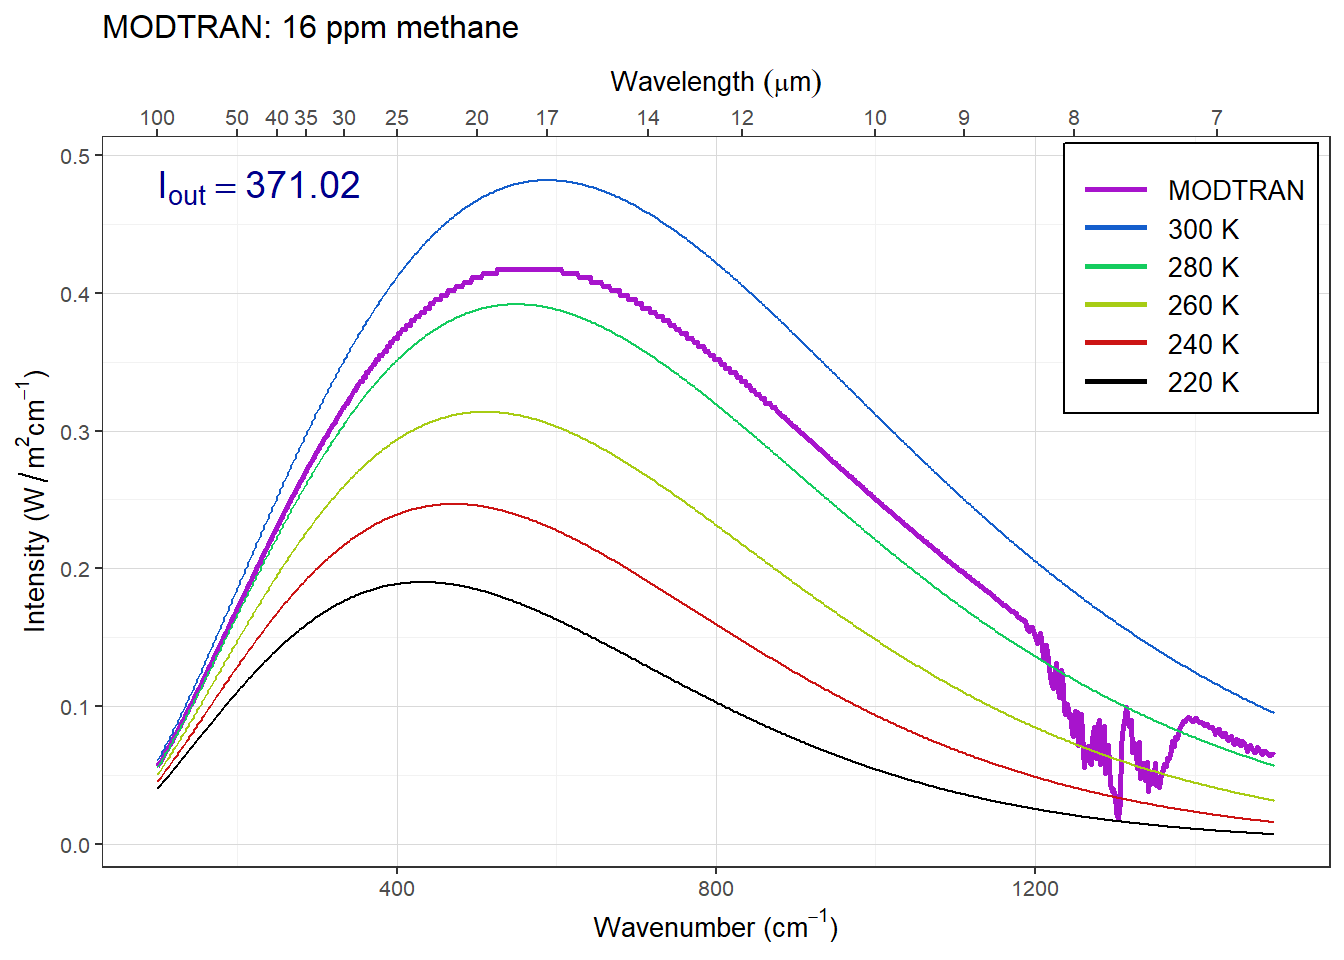 MODTRAN: 16 ppm methane
Wavelength (μm)
100 50 40 35 30 25 20 17 14 12 10 9 8 7
I_out = 371.02
MODTRAN
300 K
280 K
260 K
240 K
220 K
0.5
0.4
0.3
0.2
0.1
0.0
Intensity (W / m²cm⁻¹)
400 800 1200
Wavenumber (cm⁻¹)